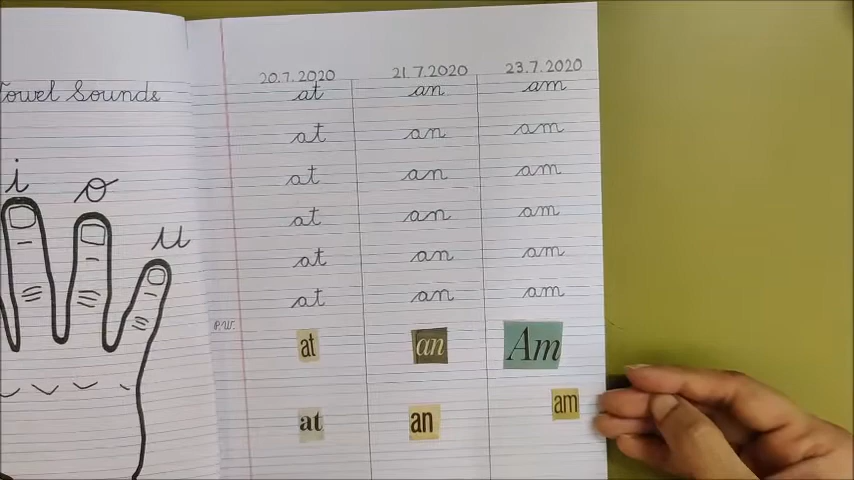 Vowel Sounds
i
o
u
20.7.2020 21.7.2020 23.7.2020
at an am
at an am
at an am
at an am
at an am
at an am
P.W.
at an Am
at an am